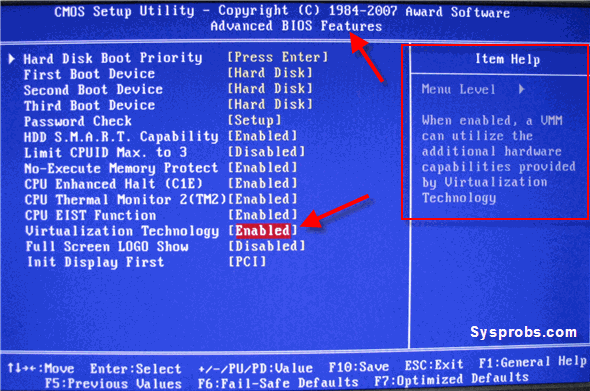 CMOS Setup Utility - Copyright (C) 1984-2007 Award Software
Advanced BIOS Features
Hard Disk Boot Priority [Press Enter]
First Boot Device [Hard Disk]
Second Boot Device [Hard Disk]
Third Boot Device [Hard Disk]
Password Check [Setup]
HDD S.M.A.R.T. Capability [Enabled]
Limit CPUID Max. to 3 [Disabled]
No-Execute Memory Protect [Enabled]
CPU Enhanced Halt (C1E) [Enabled]
CPU Thermal Monitor 2(TM2) [Enabled]
CPU EIST Function [Enabled]
Virtualization Technology [Enabled]
Full Screen LOGO Show [Disabled]
Init Display First [PCI]
Item Help
Menu Level
When enabled, a VMM
can utilize the
additional hardware
capabilities provided
by Virtualization
Technology
Sysprobs.com
↑↓→←:Move Enter:Select +/-/PU/PD:Value F10:Save ESC:Exit F1:General Help
F5:Previous Values F6:Fail-Safe Defaults F7:Optimized Defaults